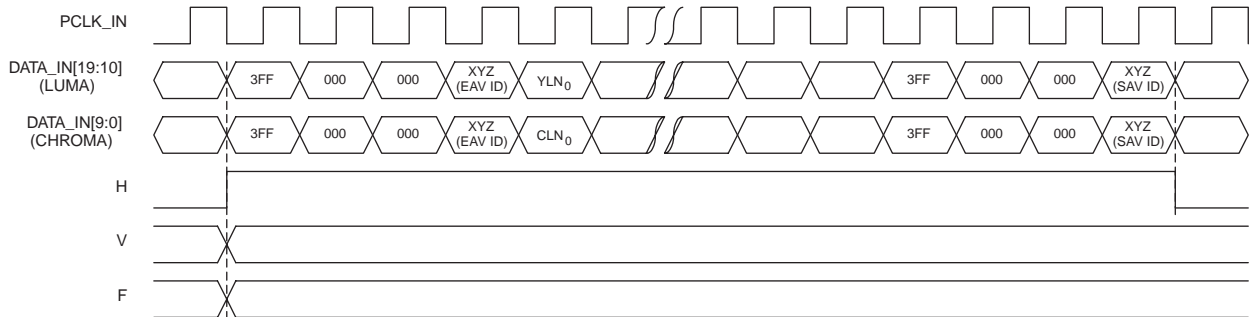 PCLK_IN
DATA_IN[19:10]
(LUMA)
3FF 000 000 XYZ (EAV ID) YLN0 3FF 000 000 XYZ (SAV ID)
DATA_IN[9:0]
(CHROMA)
3FF 000 000 XYZ (EAV ID) CLN0 3FF 000 000 XYZ (SAV ID)
H
V
F